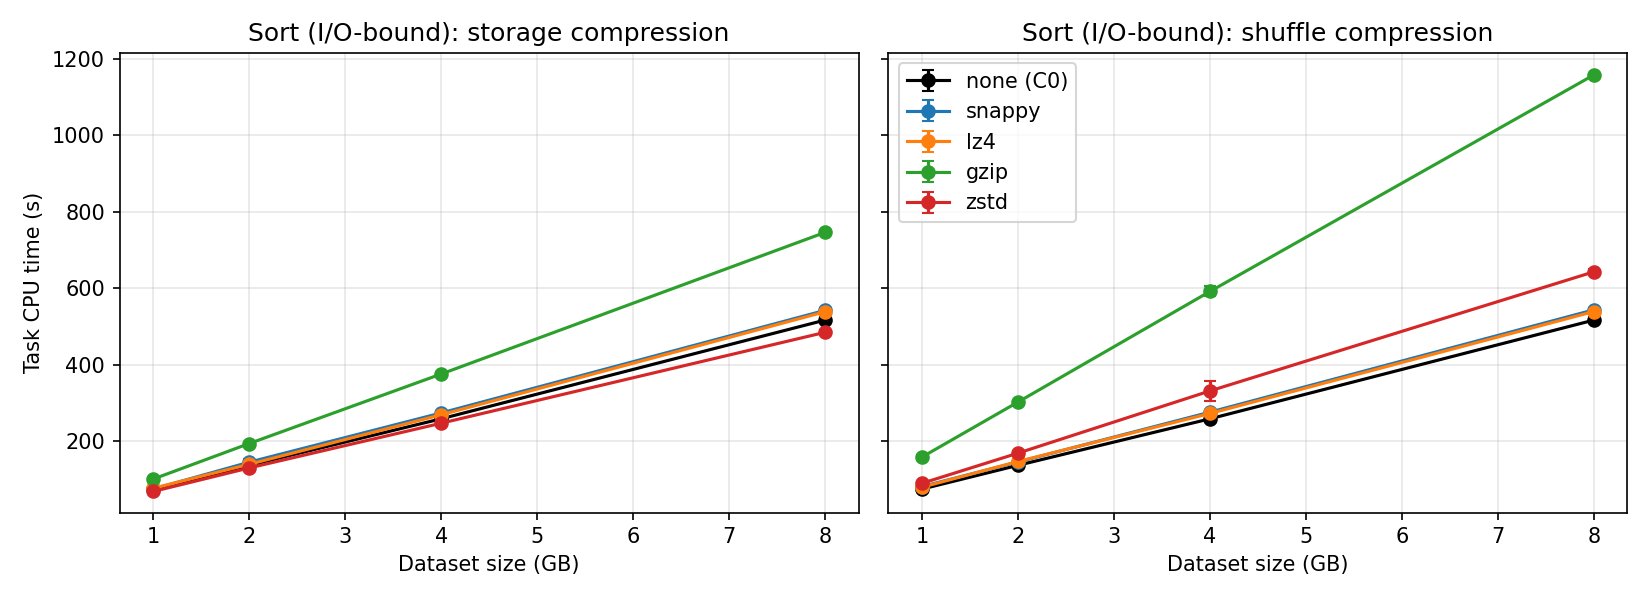 Sort (I/O-bound): storage compression
Task CPU time (s)
1200
1000
800
600
400
200
1 2 3 4 5 6 7 8
Dataset size (GB)
Sort (I/O-bound): shuffle compression
none (C0)
snappy
lz4
gzip
zstd
1 2 3 4 5 6 7 8
Dataset size (GB)